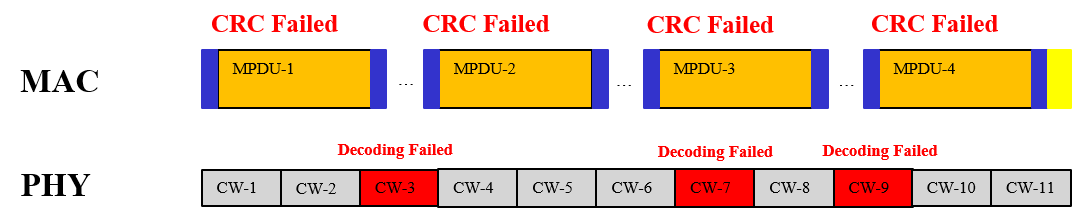 CRC Failed CRC Failed CRC Failed CRC Failed
MAC MPDU-1 ... MPDU-2 ... MPDU-3 ... MPDU-4
Decoding Failed Decoding Failed Decoding Failed
PHY CW-1 CW-2 CW-3 CW-4 CW-5 CW-6 CW-7 CW-8 CW-9 CW-10 CW-11